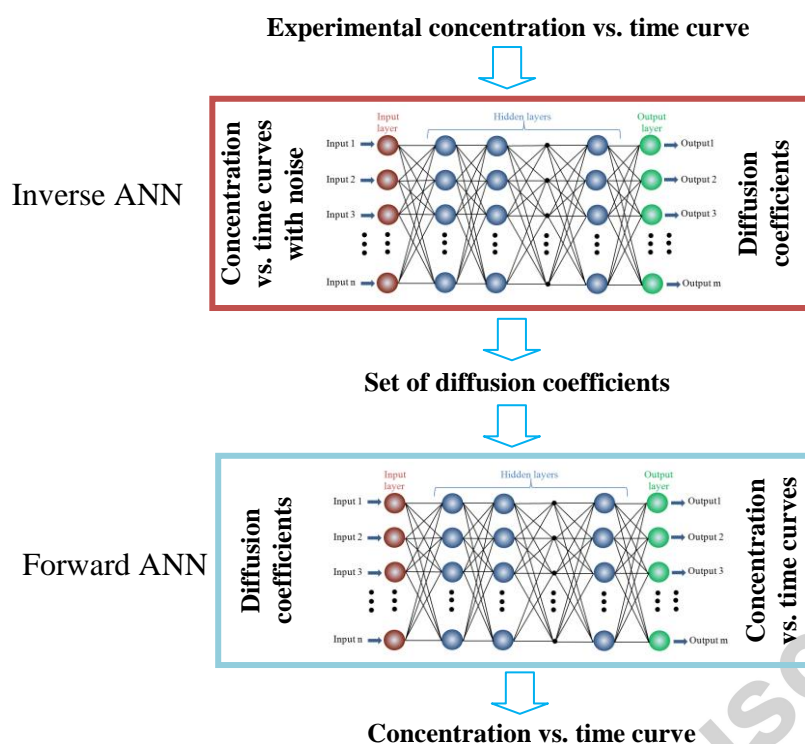 Experimental concentration vs. time curve
Inverse ANN
Concentration
vs. time curves
with noise
Input
layer
Hidden layers
Output
layer
Input 1
Input 2
Input 3
Input n
Output1
Output 2
Output 3
Output m
Diffusion
coefficients
Set of diffusion coefficients
Forward ANN
Diffusion
coefficients
Input
layer
Hidden layers
Output
layer
Input 1
Input 2
Input 3
Input n
Output1
Output 2
Output 3
Output m
Concentration
vs. time curves
Concentration vs. time curve